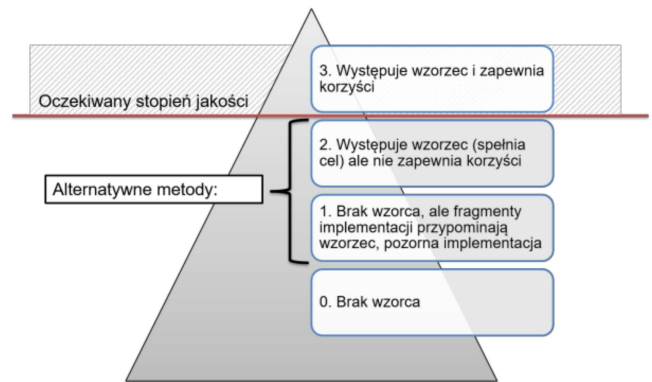 3. Występuje wzorzec i zapewnia
korzyści
Oczekiwany stopień jakości
2. Występuje wzorzec (spełnia
cel) ale nie zapewnia korzyści
Alternatywne metody:
1. Brak wzorca, ale fragmenty
implementacji przypominają
wzorzec, pozorna implementacja
0. Brak wzorca